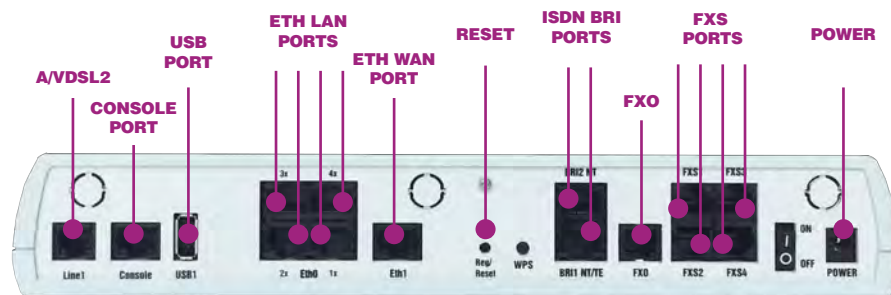 A/VDSL2
CONSOLE
PORT
USB
PORT
ETH LAN
PORTS
ETH WAN
PORT
RESET
ISDN BRI
PORTS
FXO
FXS
PORTS
POWER
3x
4x
BRI2 NT
FXS
FXS3
ON
I
O
OFF
Line1
Console
USB1
2x
Eth0
1x
Eth1
Reg/
Reset
WPS
BRI1 NT/TE
FXO
FXS2
FXS4
POWER